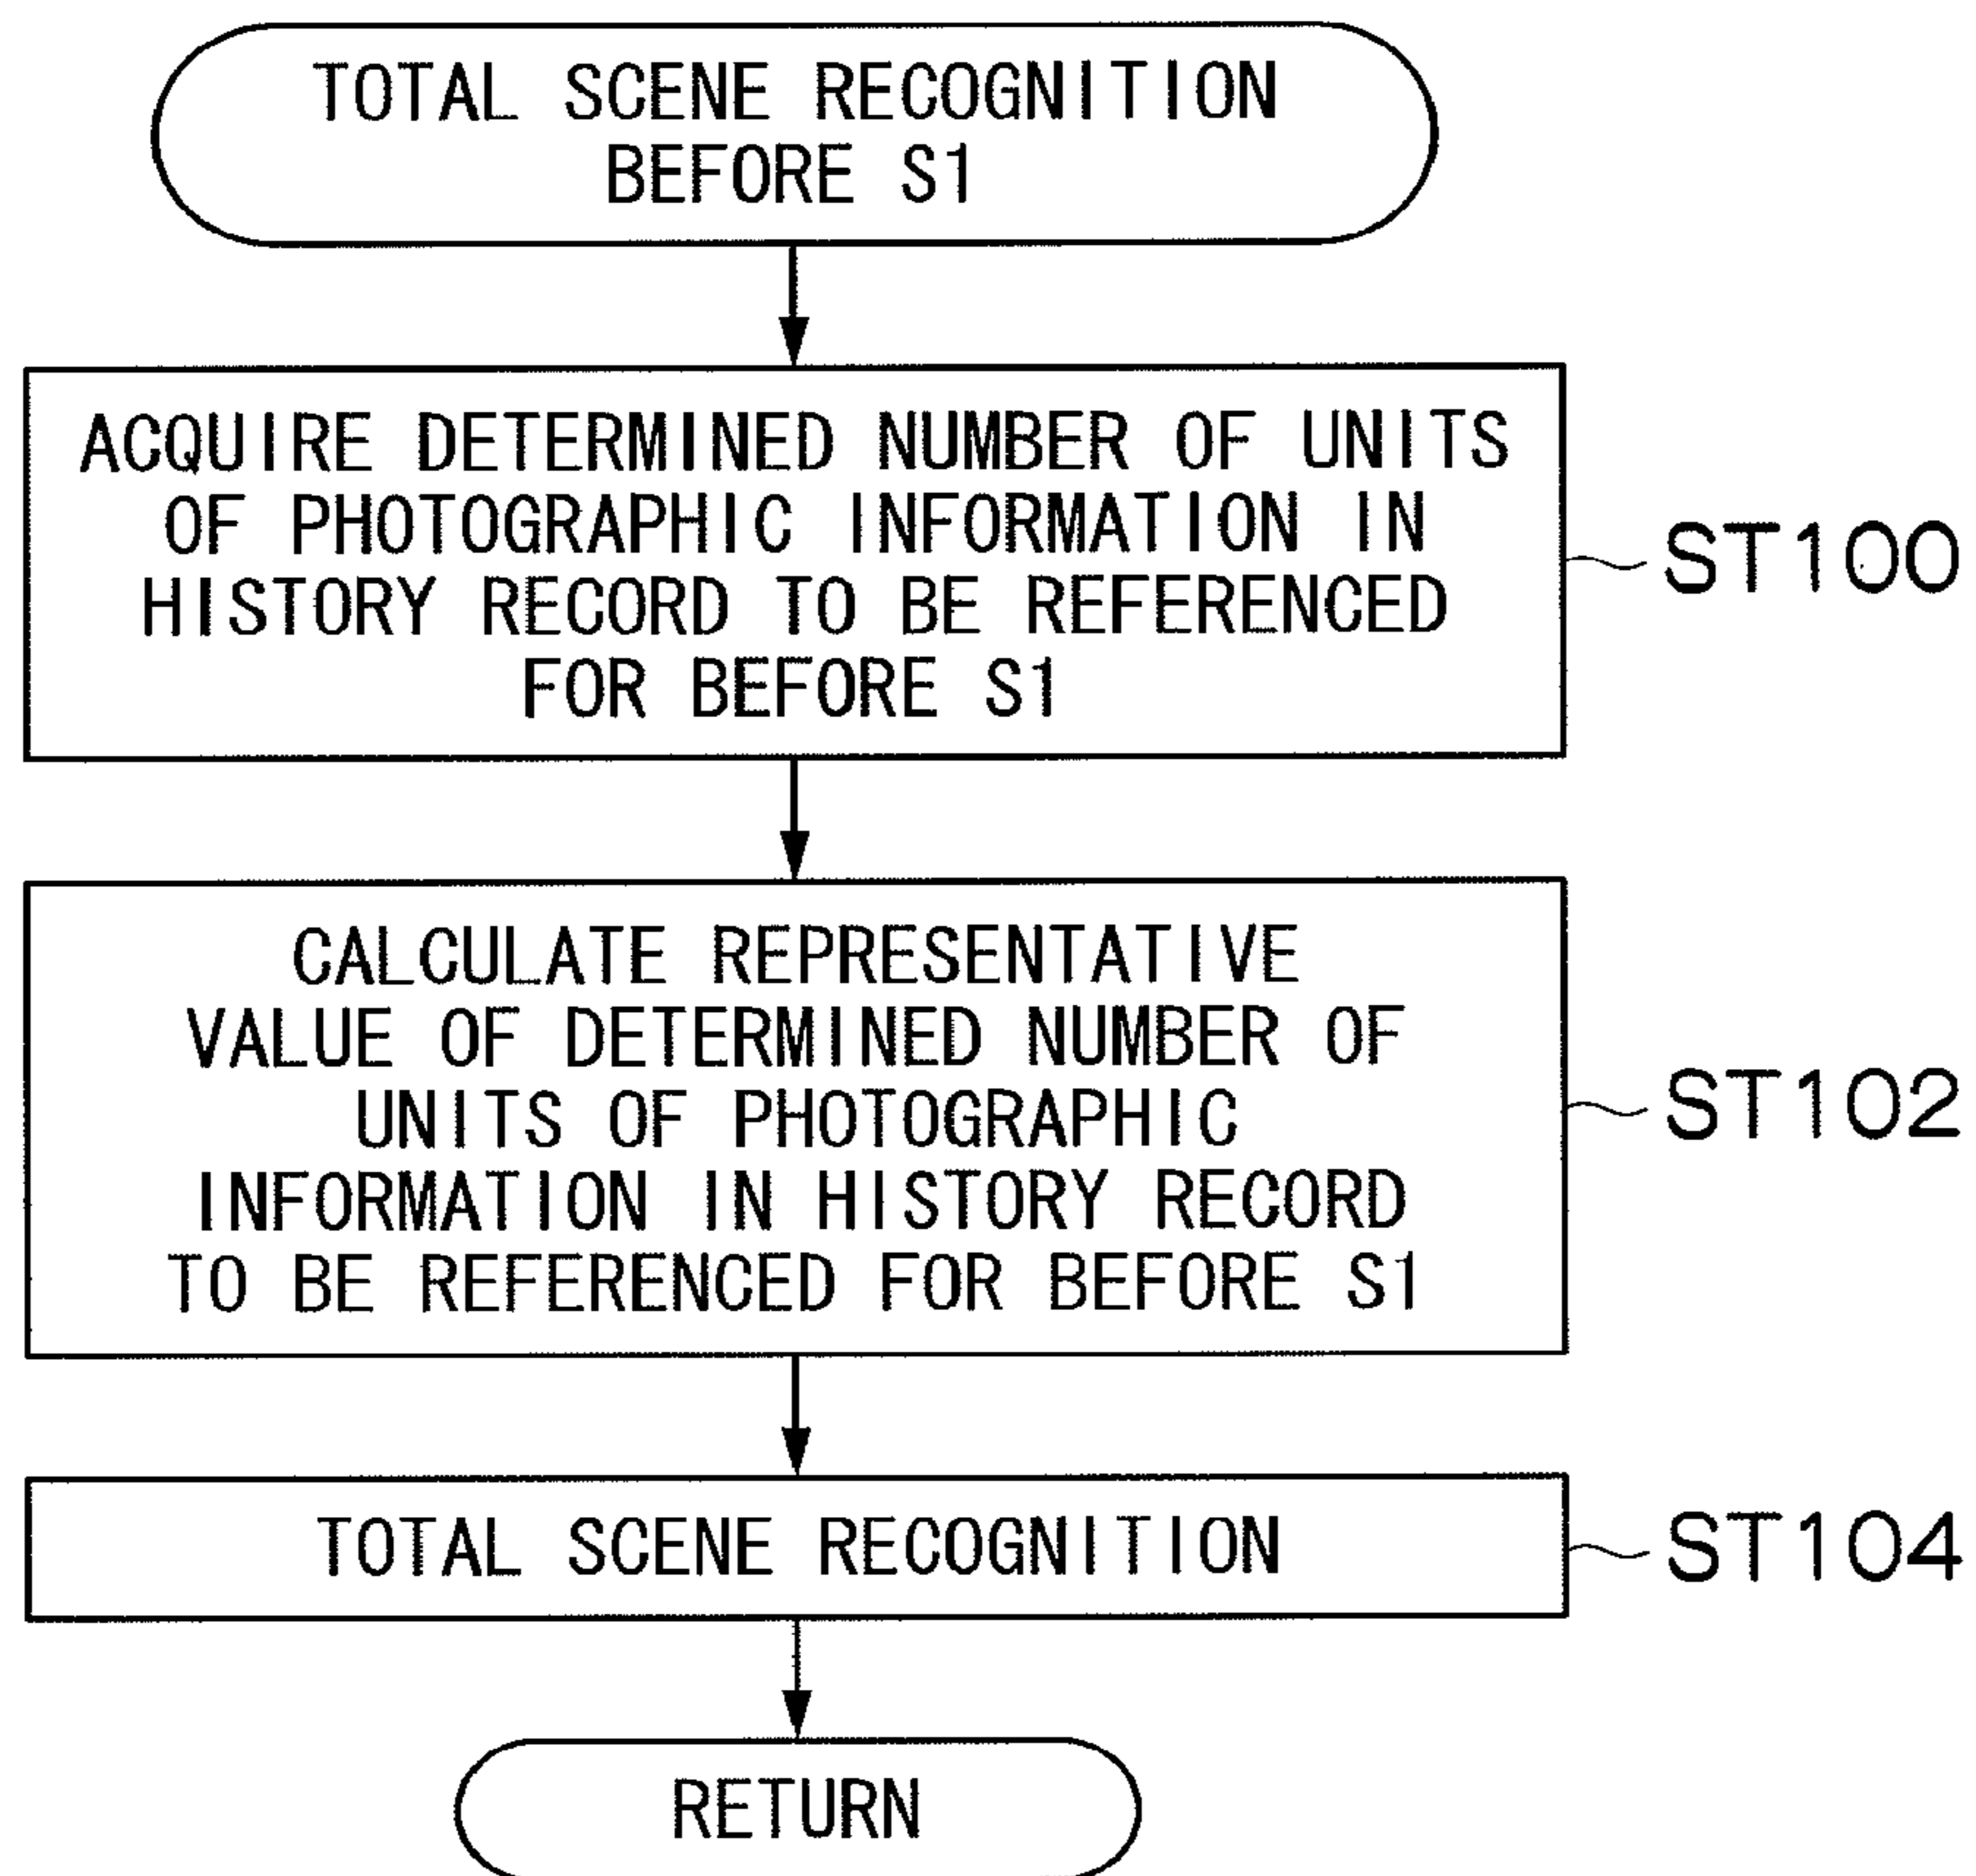 TOTAL SCENE RECOGNITION
BEFORE S1
ACQUIRE DETERMINED NUMBER OF UNITS
OF PHOTOGRAPHIC INFORMATION IN
HISTORY RECORD TO BE REFERENCED
FOR BEFORE S1
ST100
CALCULATE REPRESENTATIVE
VALUE OF DETERMINED NUMBER OF
UNITS OF PHOTOGRAPHIC
INFORMATION IN HISTORY RECORD
TO BE REFERENCED FOR BEFORE S1
ST102
TOTAL SCENE RECOGNITION
ST104
RETURN